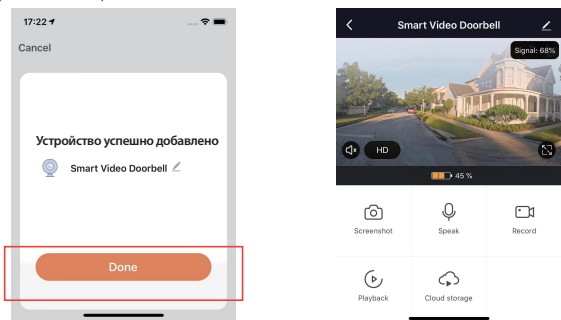 17:22
Cancel
Устройство успешно добавлено
Smart Video Doorbell
Done
Smart Video Doorbell
Signal: 68%
HD
45 %
Screenshot
Speak
Record
Playback
Cloud storage